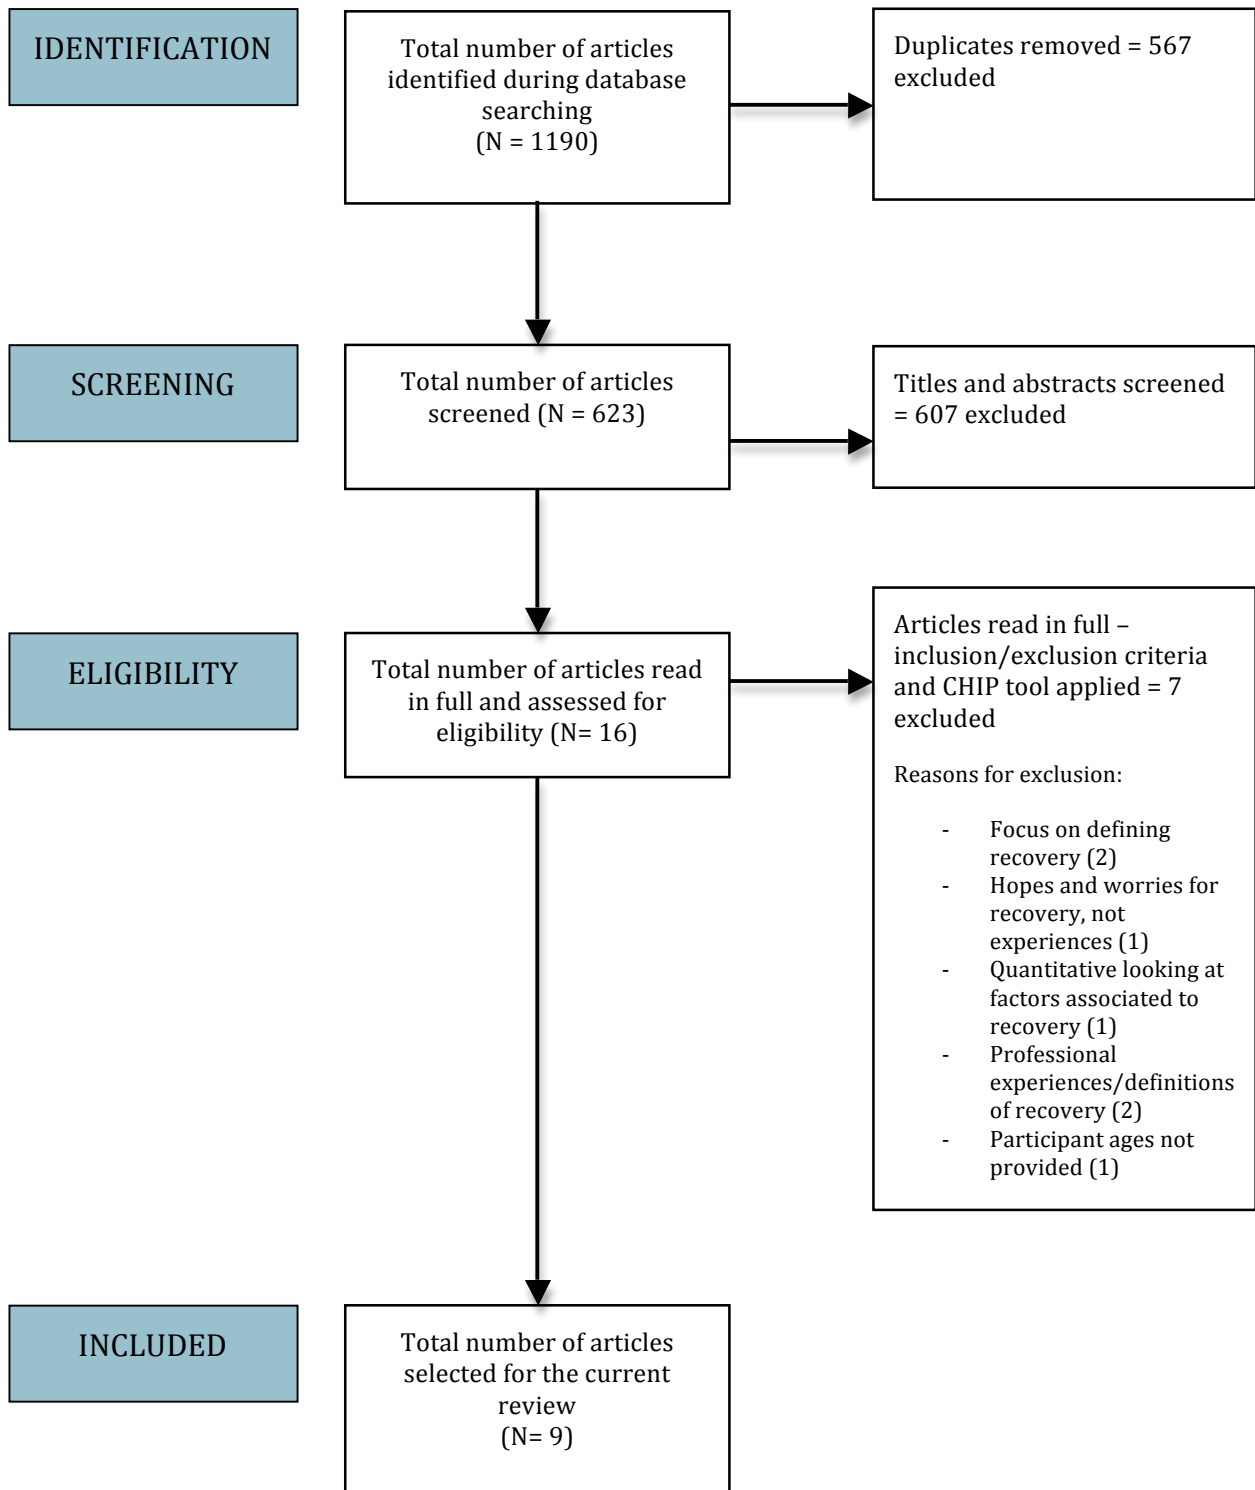 IDENTIFICATION
Total number of articles
identified during database
searching
(N = 1190)
Duplicates removed = 567
excluded
SCREENING
Total number of articles
screened (N = 623)
Titles and abstracts screened
= 607 excluded
ELIGIBILITY
Total number of articles read
in full and assessed for
eligibility (N= 16)
Articles read in full –
inclusion/exclusion criteria
and CHIP tool applied = 7
excluded
Reasons for exclusion:
- Focus on defining
recovery (2)
- Hopes and worries for
recovery, not
experiences (1)
- Quantitative looking at
factors associated to
recovery (1)
- Professional
experiences/definitions
of recovery (2)
- Participant ages not
provided (1)
INCLUDED
Total number of articles
selected for the current
review
(N= 9)